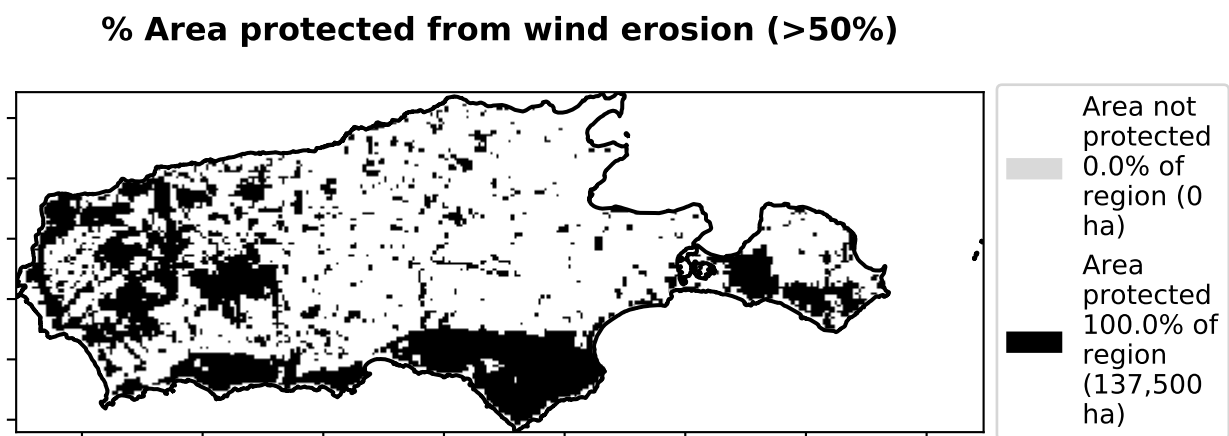 % Area protected from wind erosion (>50%)
Area not
protected
0.0% of
region (0
ha)
Area
protected
100.0% of
region
(137,500
ha)